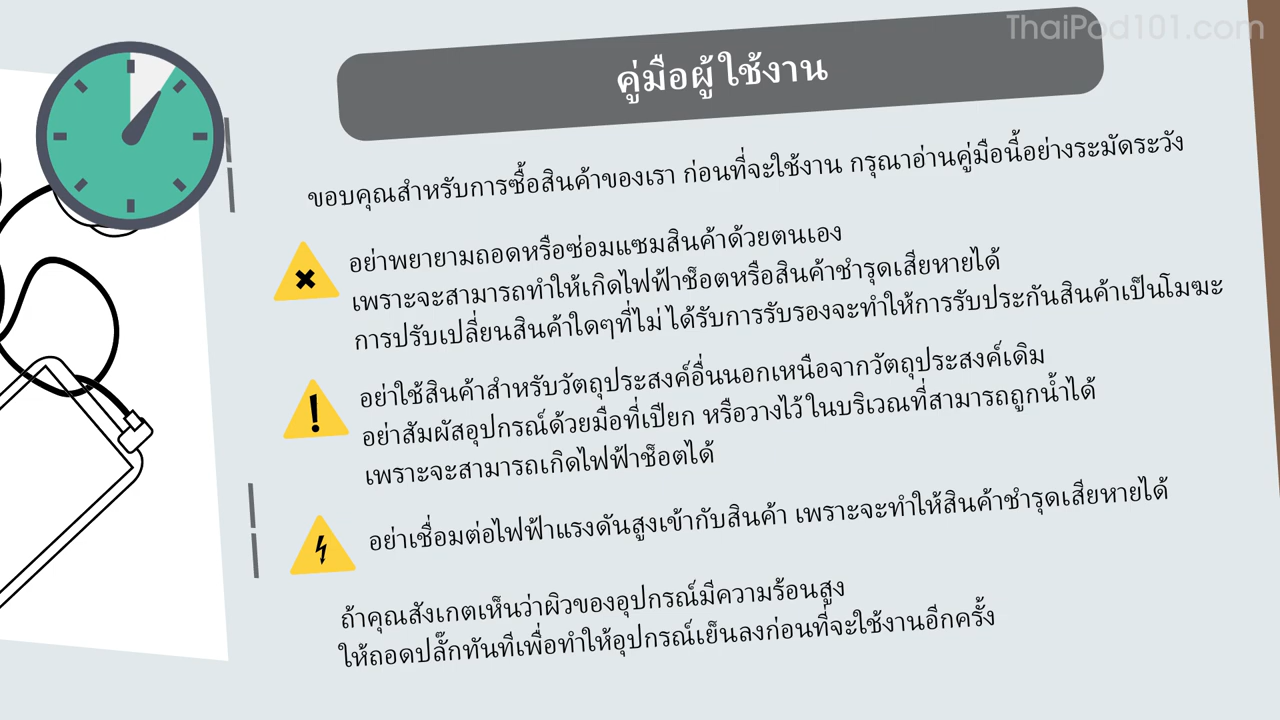 ThaiPod101.com
คู่มือผู้ใช้งาน
ขอบคุณสำหรับการซื้อสินค้าของเรา ก่อนที่จะใช้งาน กรุณาอ่านคู่มือนี้อย่างระมัดระวัง
อย่าพยายามถอดหรือซ่อมแซมสินค้าด้วยตนเอง
เพราะจะสามารถทำให้เกิดไฟฟ้าช็อตหรือสินค้าชำรุดเสียหายได้
การปรับเปลี่ยนสินค้าใดๆที่ไม่ได้รับการรับรองจะทำให้การรับประกันสินค้าเป็นโมฆะ
อย่าใช้สินค้าสำหรับวัตถุประสงค์อื่นนอกเหนือจากวัตถุประสงค์เดิม
อย่าสัมผัสอุปกรณ์ด้วยมือที่เปียก หรือวางไว้ในบริเวณที่สามารถถูกน้ำได้
เพราะจะสามารถเกิดไฟฟ้าช็อตได้
อย่าเชื่อมต่อไฟฟ้าแรงดันสูงเข้ากับสินค้า เพราะจะทำให้สินค้าชำรุดเสียหายได้
ถ้าคุณสังเกตเห็นว่าผิวของอุปกรณ์มีความร้อนสูง
ให้ถอดปลั๊กทันทีเพื่อทำให้อุปกรณ์เย็นลงก่อนที่จะใช้งานอีกครั้ง